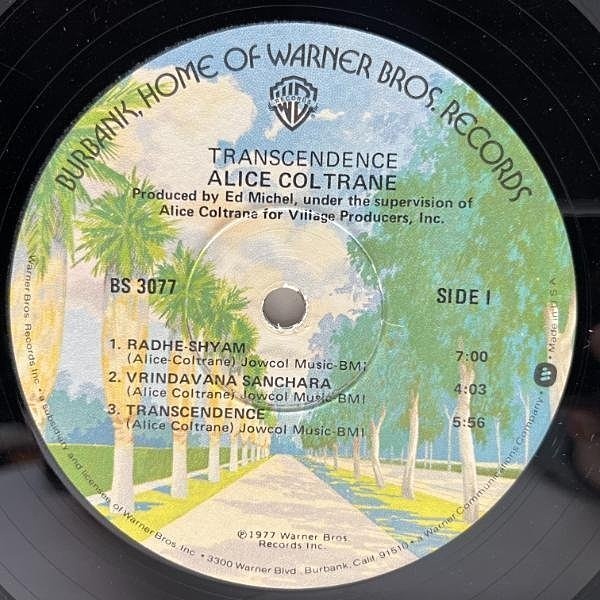 BURBANK, HOME OF WARNER BROS. RECORDS
WB
RECORDS
TRANSCENDENCE
ALICE COLTRANE
Produced by Ed Michel, under the supervision of
Alice Coltrane for Village Producers, Inc.
BS 3077
SIDE I
1. RADHE-SHYAM
(Alice-Coltrane) Jowcol Music-BMI 7:00
2. VRINDAVANA SANCHARA
(Alice Coltrane) Jowcol Music-BMI 4:03
3. TRANSCENDENCE
(Alice Coltrane) Jowcol Music-BMI 5:56
℗©1977 Warner Bros.
Records Inc.
Warner Bros. Records Inc. • a subsidiary and licensee of Warner Bros. Inc. • 3300 Warner Blvd., Burbank, Calif. 91510 • a Warner Communications Company. • Made in U.S.A.